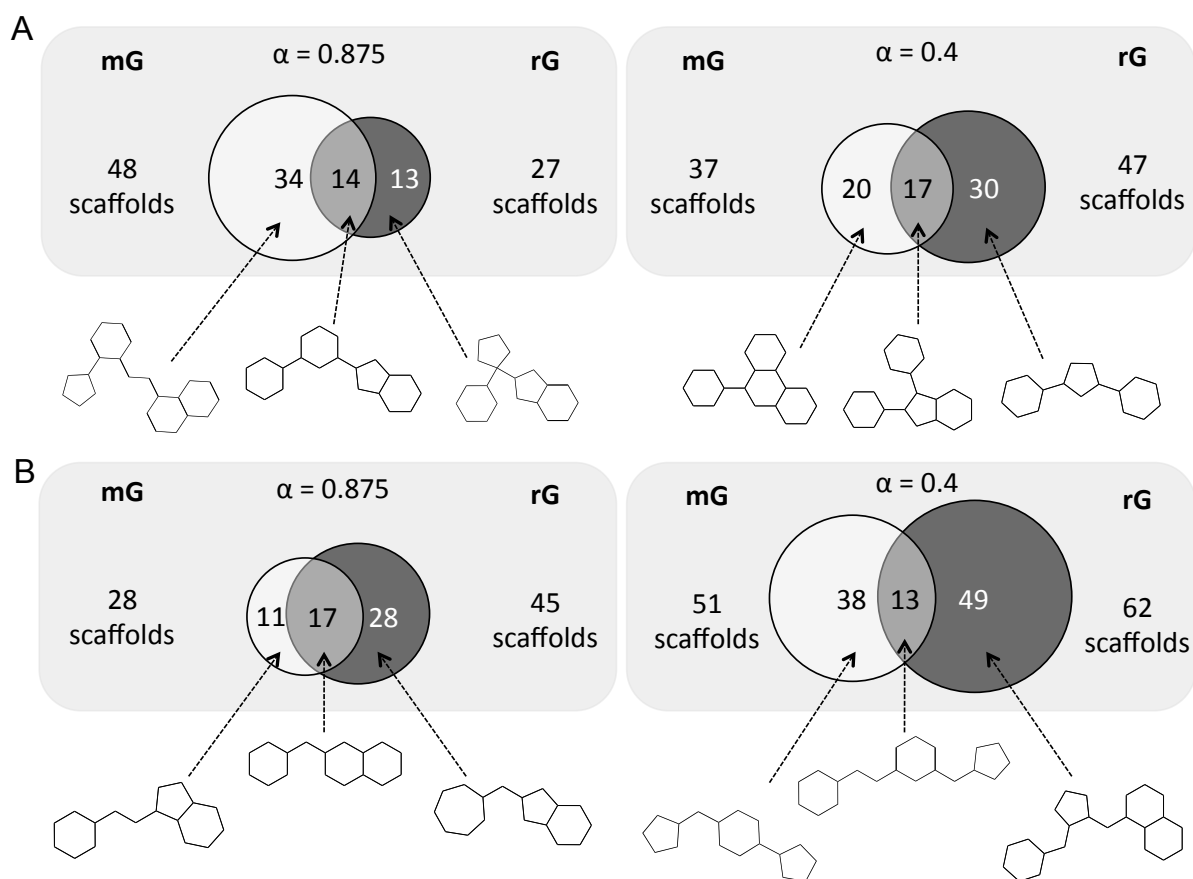 A
mG
α = 0.875
rG
48
scaffolds
34
14
13
27
scaffolds
mG
α = 0.4
rG
37
scaffolds
20
17
30
47
scaffolds
B
mG
α = 0.875
rG
28
scaffolds
11
17
28
45
scaffolds
mG
α = 0.4
rG
51
scaffolds
38
13
49
62
scaffolds